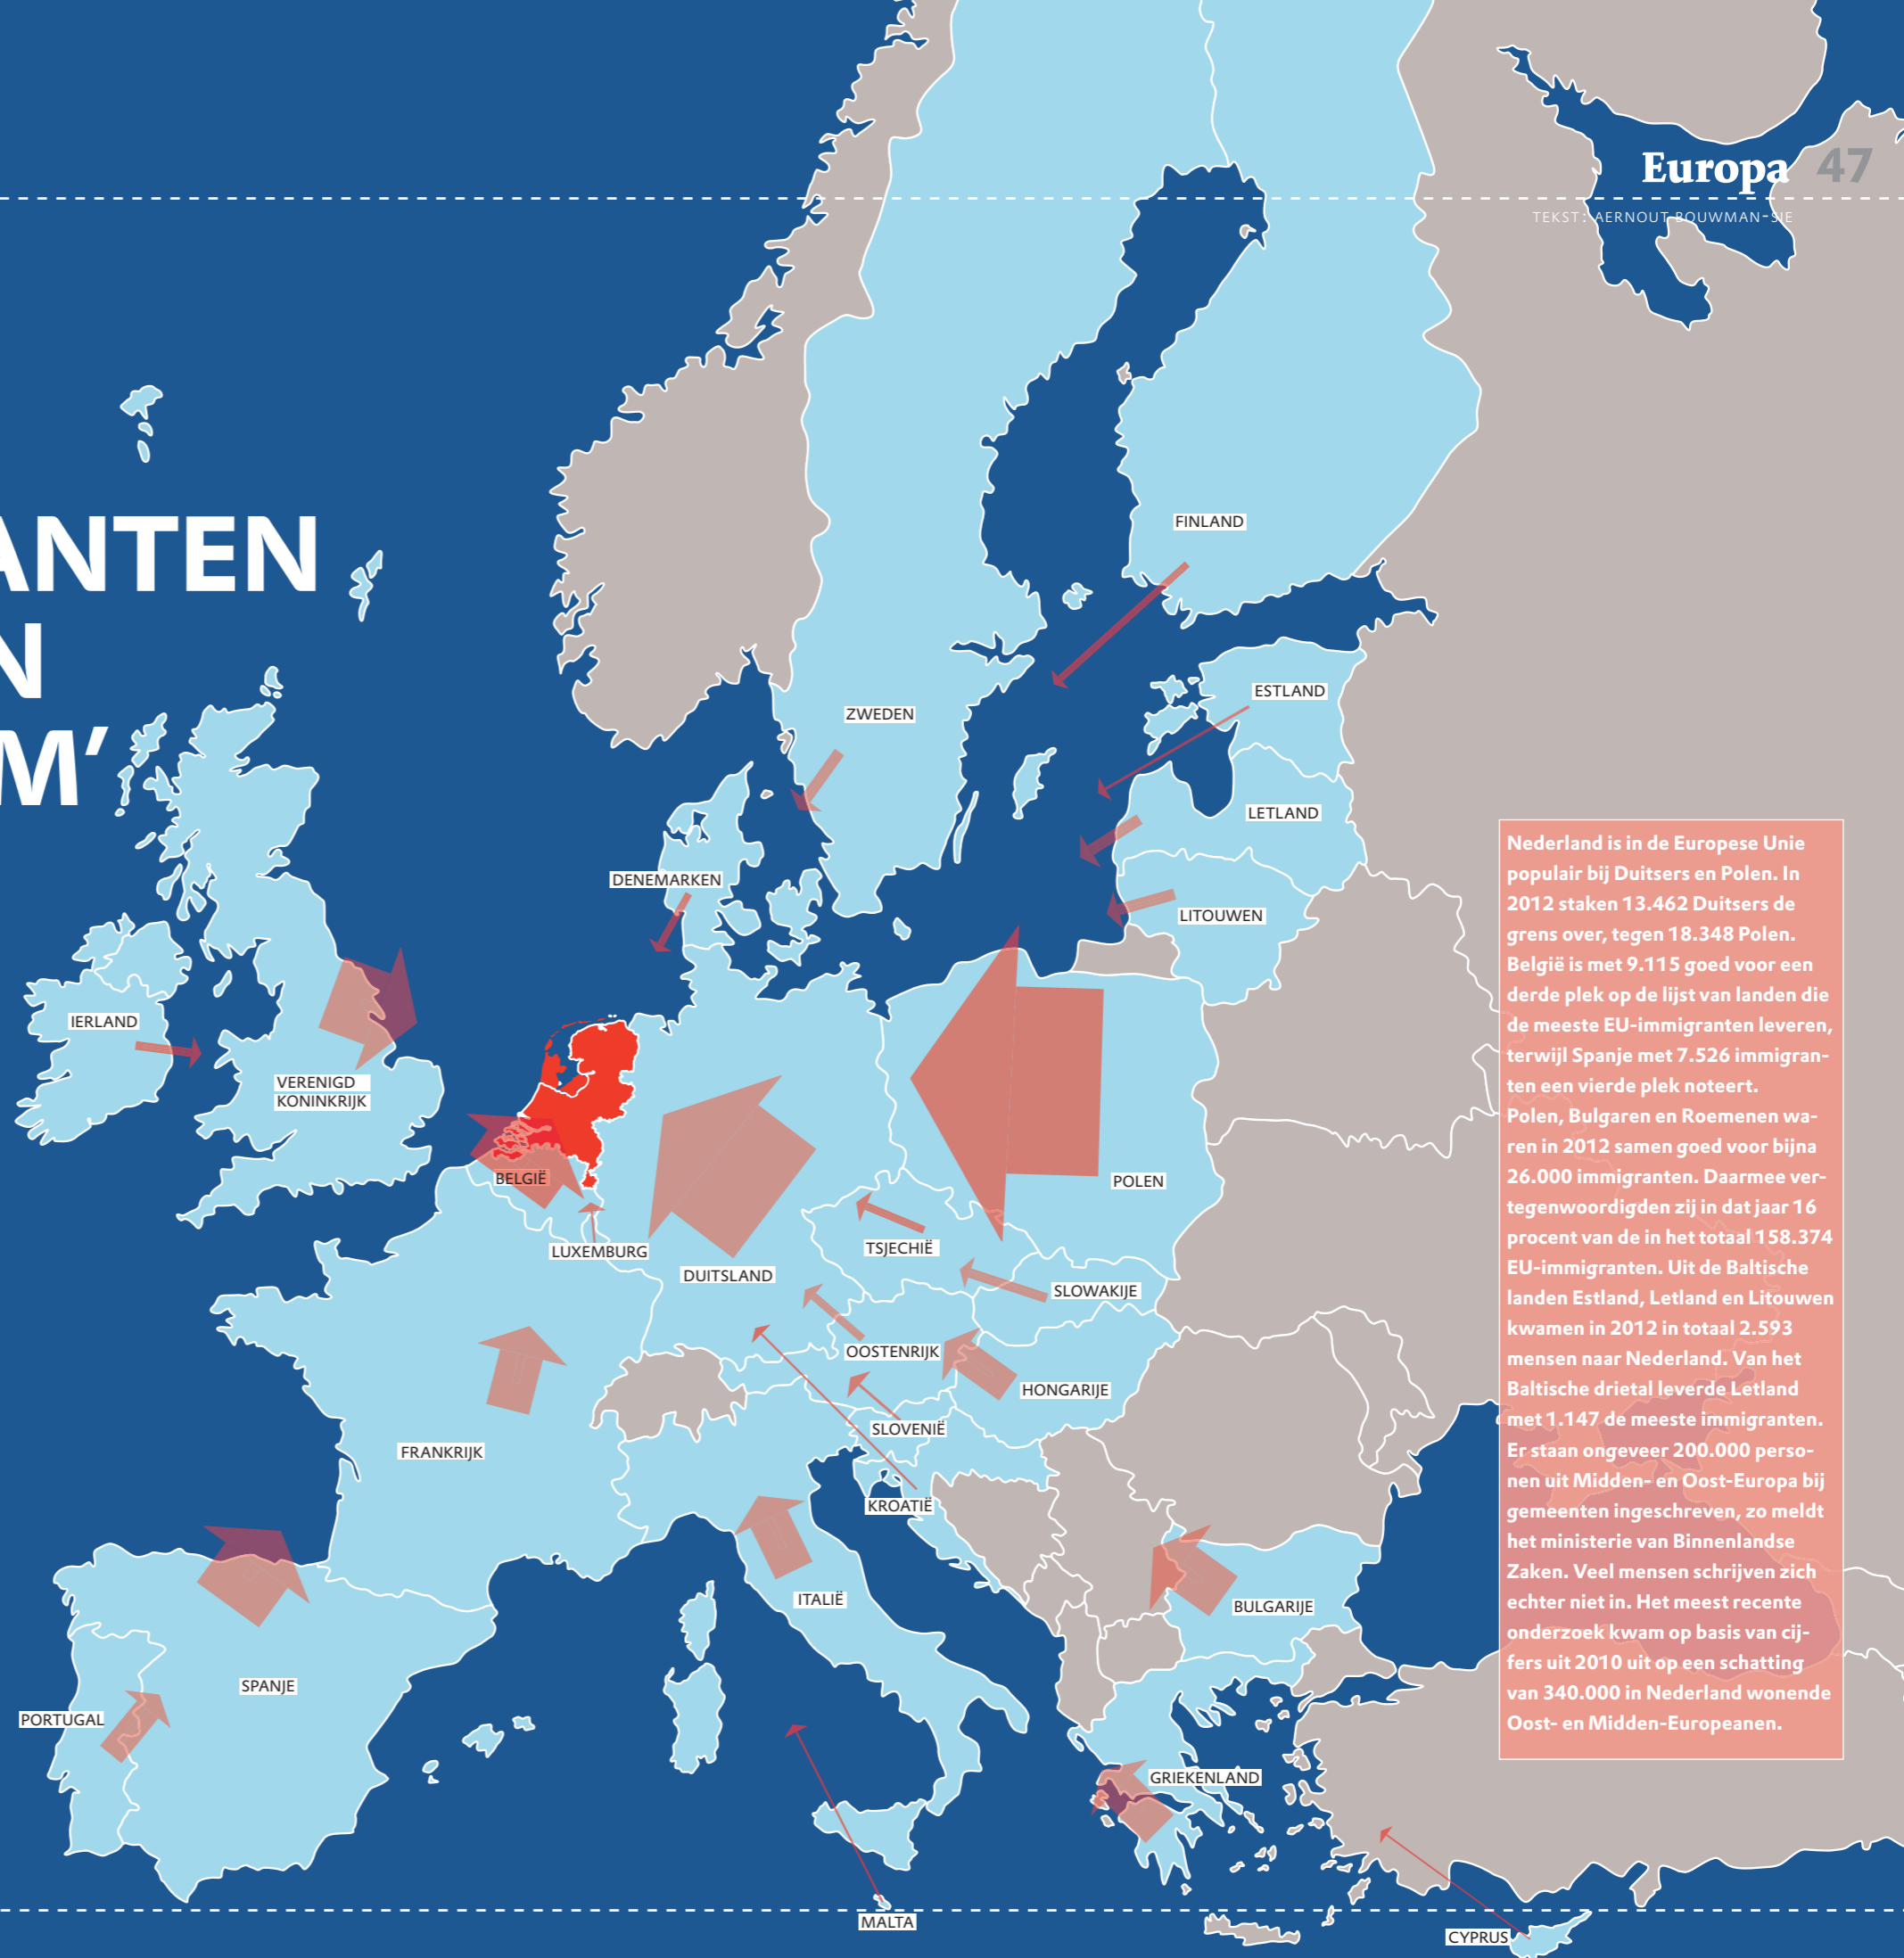 Europa 47
TEKST: AERNOUT BOUWMAN-SIE
ANTEN
N
M’
FINLAND
ESTLAND
ZWEDEN
LETLAND
DENEMARKEN
LITOUWEN
IERLAND
VERENIGD
KONINKRIJK
BELGIË
POLEN
LUXEMBURG
TSJECHIË
DUITSLAND
SLOWAKIJE
OOSTENRIJK
HONGARIJE
SLOVENIË
FRANKRIJK
KROATIË
ITALIË
BULGARIJE
SPANJE
PORTUGAL
GRIEKENLAND
MALTA
CYPRUS
Nederland is in de Europese Unie
populair bij Duitsers en Polen. In
2012 staken 13.462 Duitsers de
grens over, tegen 18.348 Polen.
België is met 9.115 goed voor een
derde plek op de lijst van landen die
de meeste EU-immigranten leveren,
terwijl Spanje met 7.526 immigran-
ten een vierde plek noteert.
Polen, Bulgaren en Roemenen wa-
ren in 2012 samen goed voor bijna
26.000 immigranten. Daarmee ver-
tegenwoordigden zij in dat jaar 16
procent van de in het totaal 158.374
EU-immigranten. Uit de Baltische
landen Estland, Letland en Litouwen
kwamen in 2012 in totaal 2.593
mensen naar Nederland. Van het
Baltische drietal leverde Letland
met 1.147 de meeste immigranten.
Er staan ongeveer 200.000 perso-
nen uit Midden- en Oost-Europa bij
gemeenten ingeschreven, zo meldt
het ministerie van Binnenlandse
Zaken. Veel mensen schrijven zich
echter niet in. Het meest recente
onderzoek kwam op basis van cij-
fers uit 2010 uit op een schatting
van 340.000 in Nederland wonende
Oost- en Midden-Europeanen.